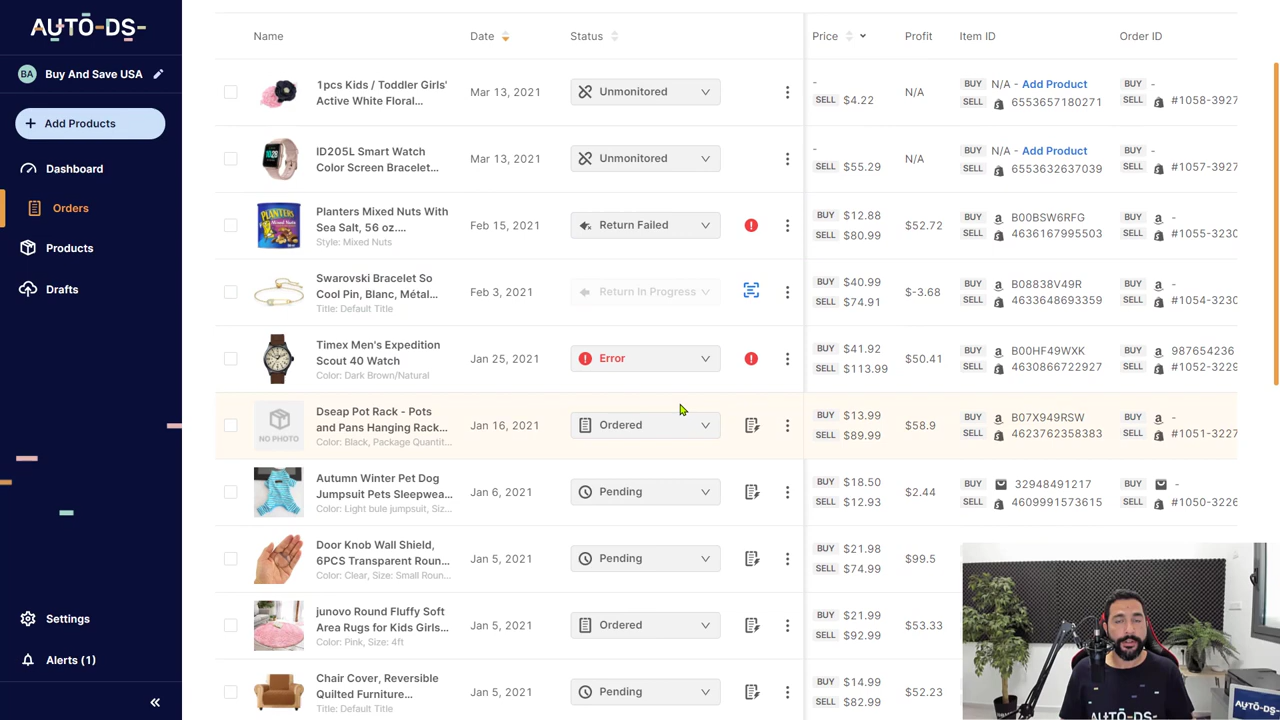 AUTŌ-DS-
BA Buy And Save USA
+ Add Products
Dashboard
Orders
Products
Drafts
Settings
Alerts (1)
«
Name Date Status Price Profit Item ID Order ID
1pcs Kids / Toddler Girls'
Active White Floral...
Mar 13, 2021
Unmonitored
-
SELL $4.22
N/A
BUY N/A - Add Product
SELL 6553657180271
BUY -
SELL #1058-3927
ID205L Smart Watch
Color Screen Bracelet...
Mar 13, 2021
Unmonitored
-
SELL $55.29
N/A
BUY N/A - Add Product
SELL 6553632637039
BUY -
SELL #1057-3927
Planters Mixed Nuts With
Sea Salt, 56 oz....
Style: Mixed Nuts
Feb 15, 2021
Return Failed
BUY $12.88
SELL $80.99
$52.72
BUY B00BSW6RFG
SELL 4636167995503
BUY -
SELL #1055-3230
Swarovski Bracelet So
Cool Pin, Blanc, Métal...
Title: Default Title
Feb 3, 2021
Return In Progress
BUY $40.99
SELL $74.91
$-3.68
BUY B08838V49R
SELL 4633648693359
BUY -
SELL #1054-3230
Timex Men's Expedition
Scout 40 Watch
Color: Dark Brown/Natural
Jan 25, 2021
Error
BUY $41.92
SELL $113.99
$50.41
BUY B00HF49WXK
SELL 4630866722927
BUY 987654236
SELL #1052-3229
NO PHOTO
Dseap Pot Rack - Pots
and Pans Hanging Rack...
Color: Black, Package Quantit...
Jan 16, 2021
Ordered
BUY $13.99
SELL $89.99
$58.9
BUY B07X949RSW
SELL 4623762358383
BUY -
SELL #1051-3227
Autumn Winter Pet Dog
Jumpsuit Pets Sleepwea...
Color: Light bule jumpsuit, Siz...
Jan 6, 2021
Pending
BUY $18.50
SELL $12.93
$2.44
BUY 32948491217
SELL 4609991573615
BUY -
SELL #1050-3226
Door Knob Wall Shield,
6PCS Transparent Roun...
Color: Clear, Size: Small Roun...
Jan 5, 2021
Pending
BUY $21.98
SELL $74.99
$99.5
junovo Round Fluffy Soft
Area Rugs for Kids Girls...
Color: Pink, Size: 4ft
Jan 5, 2021
Ordered
BUY $21.99
SELL $92.99
$53.33
Chair Cover, Reversible
Quilted Furniture...
Title: Default Title
Jan 5, 2021
Pending
BUY $14.99
SELL $82.99
$52.23
AUTŌ-DS-
AUTŌ-DS-